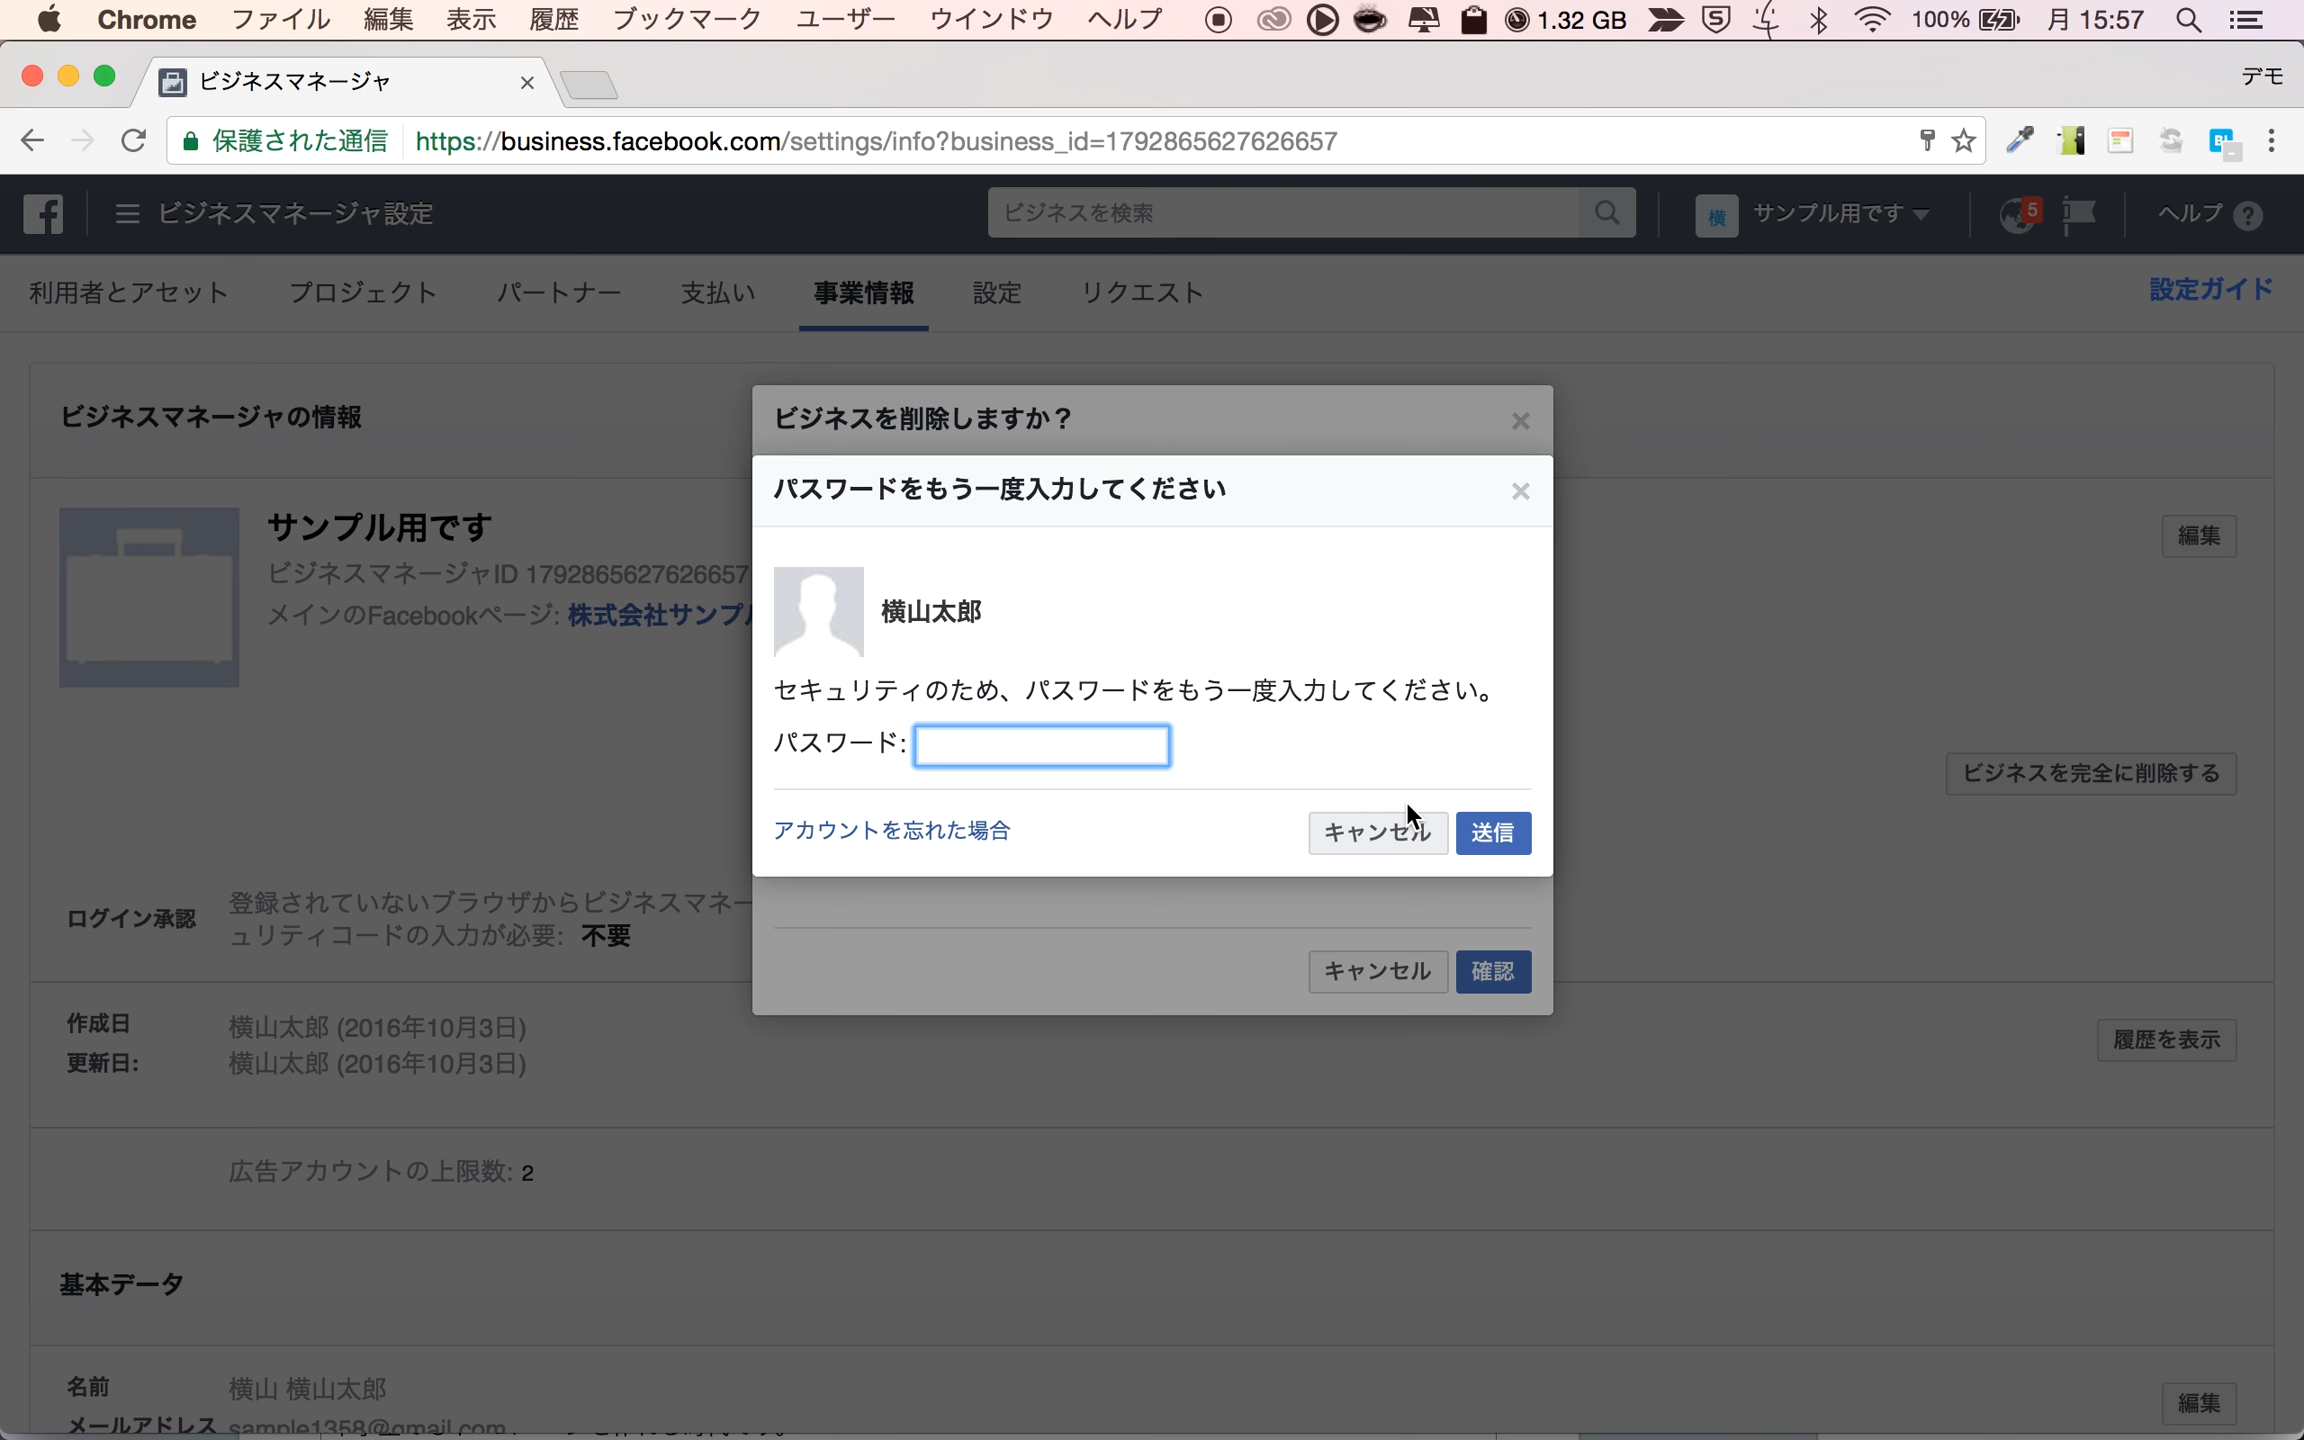 Chrome ファイル 編集 表示 履歴 ブックマーク ユーザー ウインドウ ヘルプ 1.32 GB 100% 月 15:57
ビジネスマネージャ
デモ
保護された通信 https://business.facebook.com/settings/info?business_id=1792865627626657
ビジネスマネージャ設定 ビジネスを検索 横 サンプル用です 5 ヘルプ ?
利用者とアセット プロジェクト パートナー 支払い 事業情報 設定 リクエスト 設定ガイド
ビジネスマネージャの情報
ビジネスを削除しますか？
パスワードをもう一度入力してください
サンプル用です
編集
ビジネスマネージャID 1792865627626657
メインのFacebookページ: 株式会社サンプル
横山太郎
セキュリティのため、パスワードをもう一度入力してください。
パスワード:
ビジネスを完全に削除する
アカウントを忘れた場合 キャンセル 送信
ログイン承認 登録されていないブラウザからビジネスマネー
ュリティコードの入力が必要: 不要
キャンセル 確認
作成日 横山太郎 (2016年10月3日)
履歴を表示
更新日: 横山太郎 (2016年10月3日)
広告アカウントの上限数: 2
基本データ
名前 横山 横山太郎
編集
メールアドレス sample1358@gmail.com